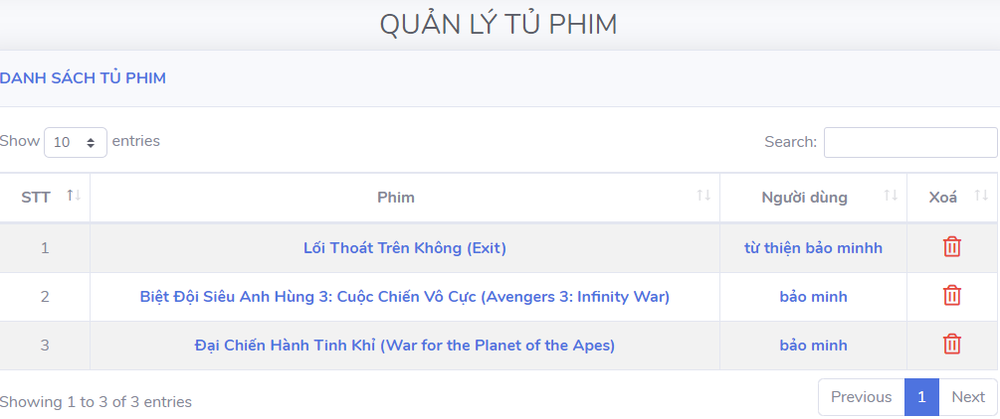 QUẢN LÝ TỦ PHIM
DANH SÁCH TỦ PHIM
Show 10 entries Search:
STT Phim Người dùng Xoá
1 Lối Thoát Trên Không (Exit) từ thiện bảo minhh
2 Biệt Đội Siêu Anh Hùng 3: Cuộc Chiến Vô Cực (Avengers 3: Infinity War) bảo minh
3 Đại Chiến Hành Tinh Khỉ (War for the Planet of the Apes) bảo minh
Showing 1 to 3 of 3 entries Previous 1 Next